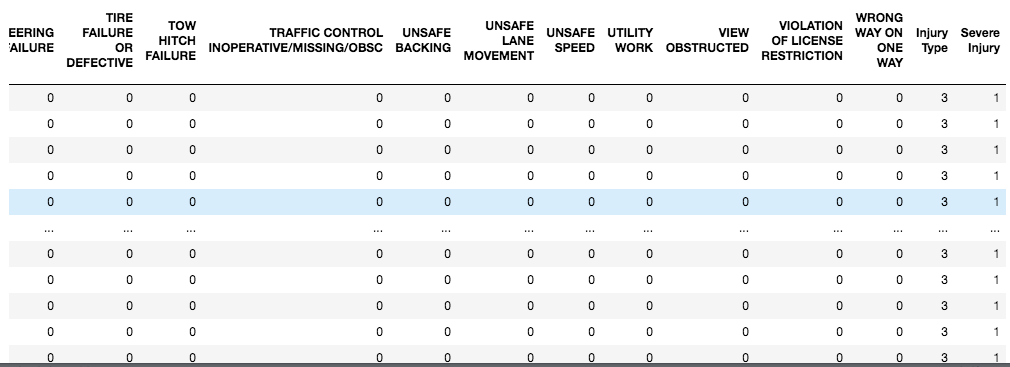 EERING FAILURE TIRE FAILURE OR DEFECTIVE TOW HITCH FAILURE TRAFFIC CONTROL INOPERATIVE/MISSING/OBSC UNSAFE BACKING UNSAFE LANE MOVEMENT UNSAFE SPEED UTILITY WORK VIEW OBSTRUCTED VIOLATION OF LICENSE RESTRICTION WRONG WAY ON ONE WAY Injury Type Severe Injury
0 0 0 0 0 0 0 0 0 0 0 3 1
0 0 0 0 0 0 0 0 0 0 0 3 1
0 0 0 0 0 0 0 0 0 0 0 3 1
0 0 0 0 0 0 0 0 0 0 0 3 1
0 0 0 0 0 0 0 0 0 0 0 3 1
... ... ... ... ... ... ... ... ... ... ... ... ...
0 0 0 0 0 0 0 0 0 0 0 3 1
0 0 0 0 0 0 0 0 0 0 0 3 1
0 0 0 0 0 0 0 0 0 0 0 3 1
0 0 0 0 0 0 0 0 0 0 0 3 1
0 0 0 0 0 0 0 0 0 0 0 3 1